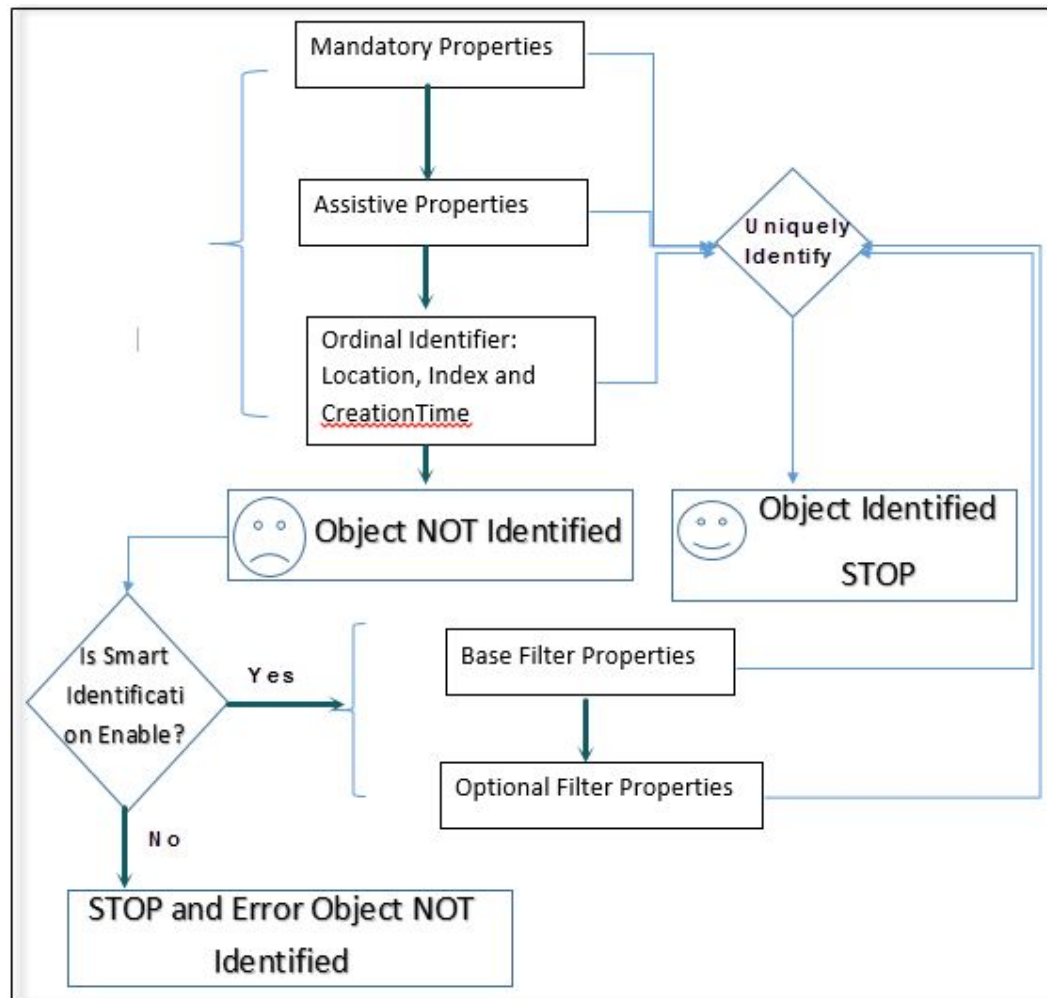 Mandatory Properties
Assistive Properties
Uniquely
Identify
Ordinal Identifier:
Location, Index and
CreationTime
Object NOT Identified
Object Identified
STOP
Is Smart
Identificati
on Enable?
Yes
Base Filter Properties
Optional Filter Properties
No
STOP and Error Object NOT
Identified